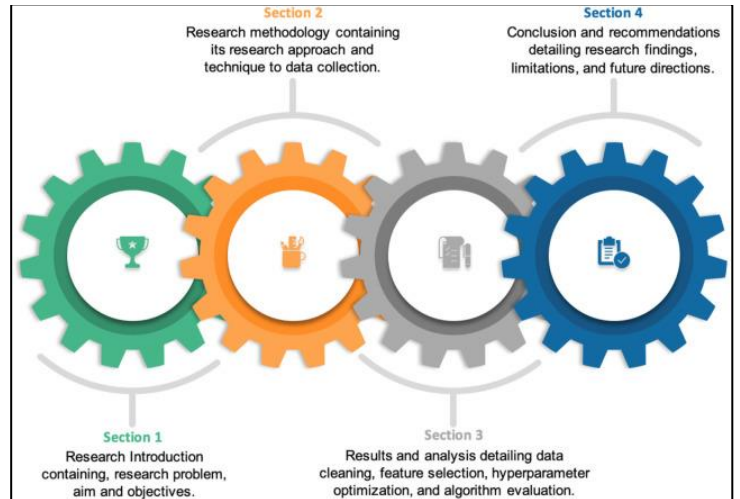 Section 1
Research Introduction
containing, research problem,
aim and objectives.
Section 2
Research methodology containing
its research approach and
technique to data collection.
Section 3
Results and analysis detailing data
cleaning, feature selection, hyperparameter
optimization, and algorithm evaluation.
Section 4
Conclusion and recommendations
detailing research findings,
limitations, and future directions.